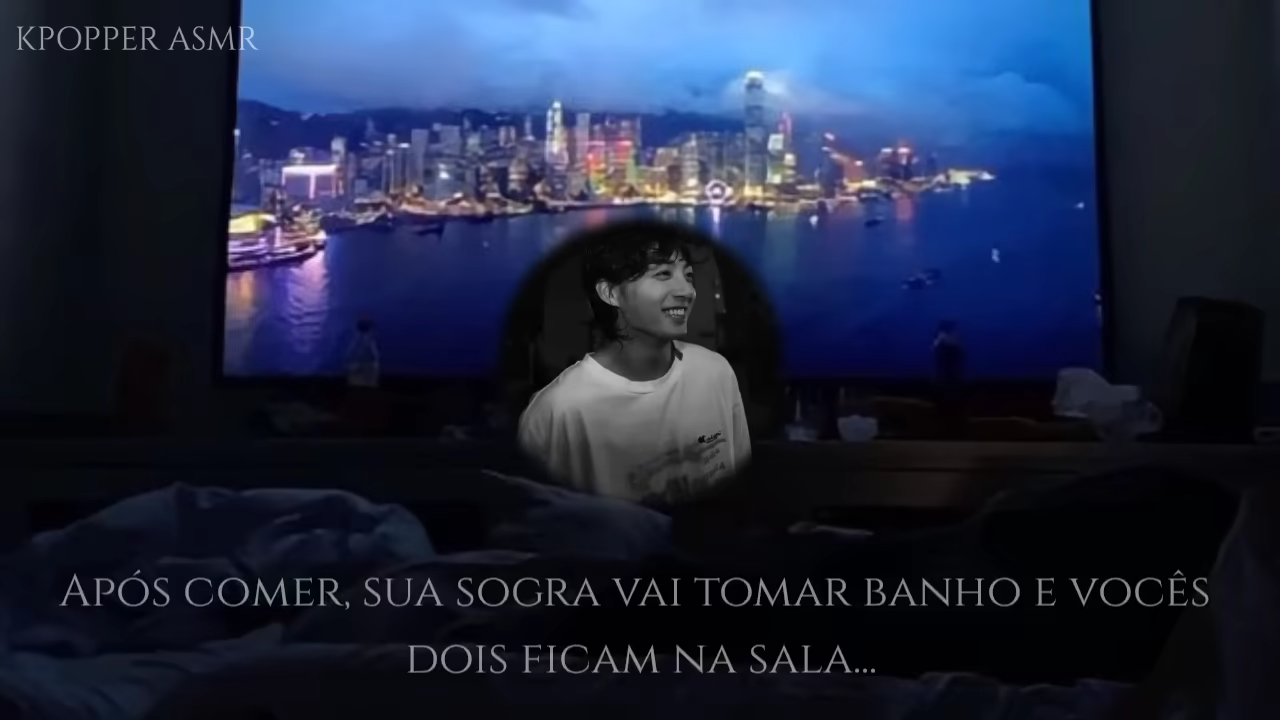 KPOPPER ASMR
APÓS COMER, SUA SOGRA VAI TOMAR BANHO E VOCÊS
DOIS FICAM NA SALA...